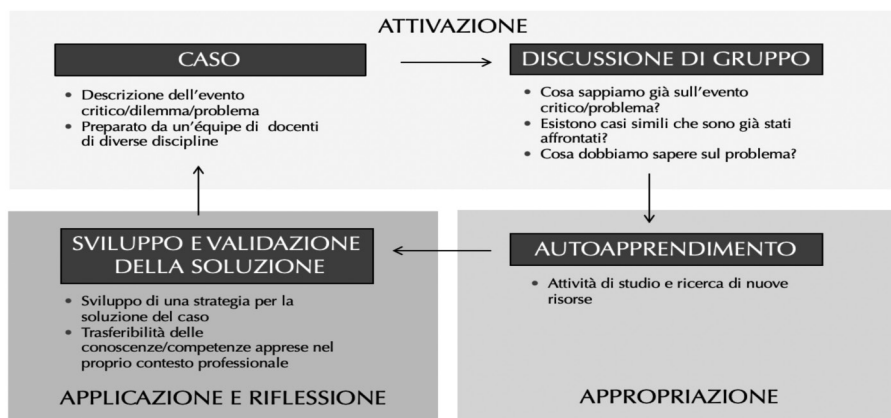 ATTIVAZIONE
CASO
• Descrizione dell'evento
critico/dilemma/problema
• Preparato da un'équipe di docenti
di diverse discipline
DISCUSSIONE DI GRUPPO
• Cosa sappiamo già sull'evento
critico/problema?
• Esistono casi simili che sono già stati
affrontati?
• Cosa dobbiamo sapere sul problema?
AUTOAPPRENDIMENTO
• Attività di studio e ricerca di nuove
risorse
APPROPRIAZIONE
SVILUPPO E VALIDAZIONE
DELLA SOLUZIONE
• Sviluppo di una strategia per la
soluzione del caso
• Trasferibilità delle
conoscenze/competenze apprese nel
proprio contesto professionale
APPLICAZIONE E RIFLESSIONE